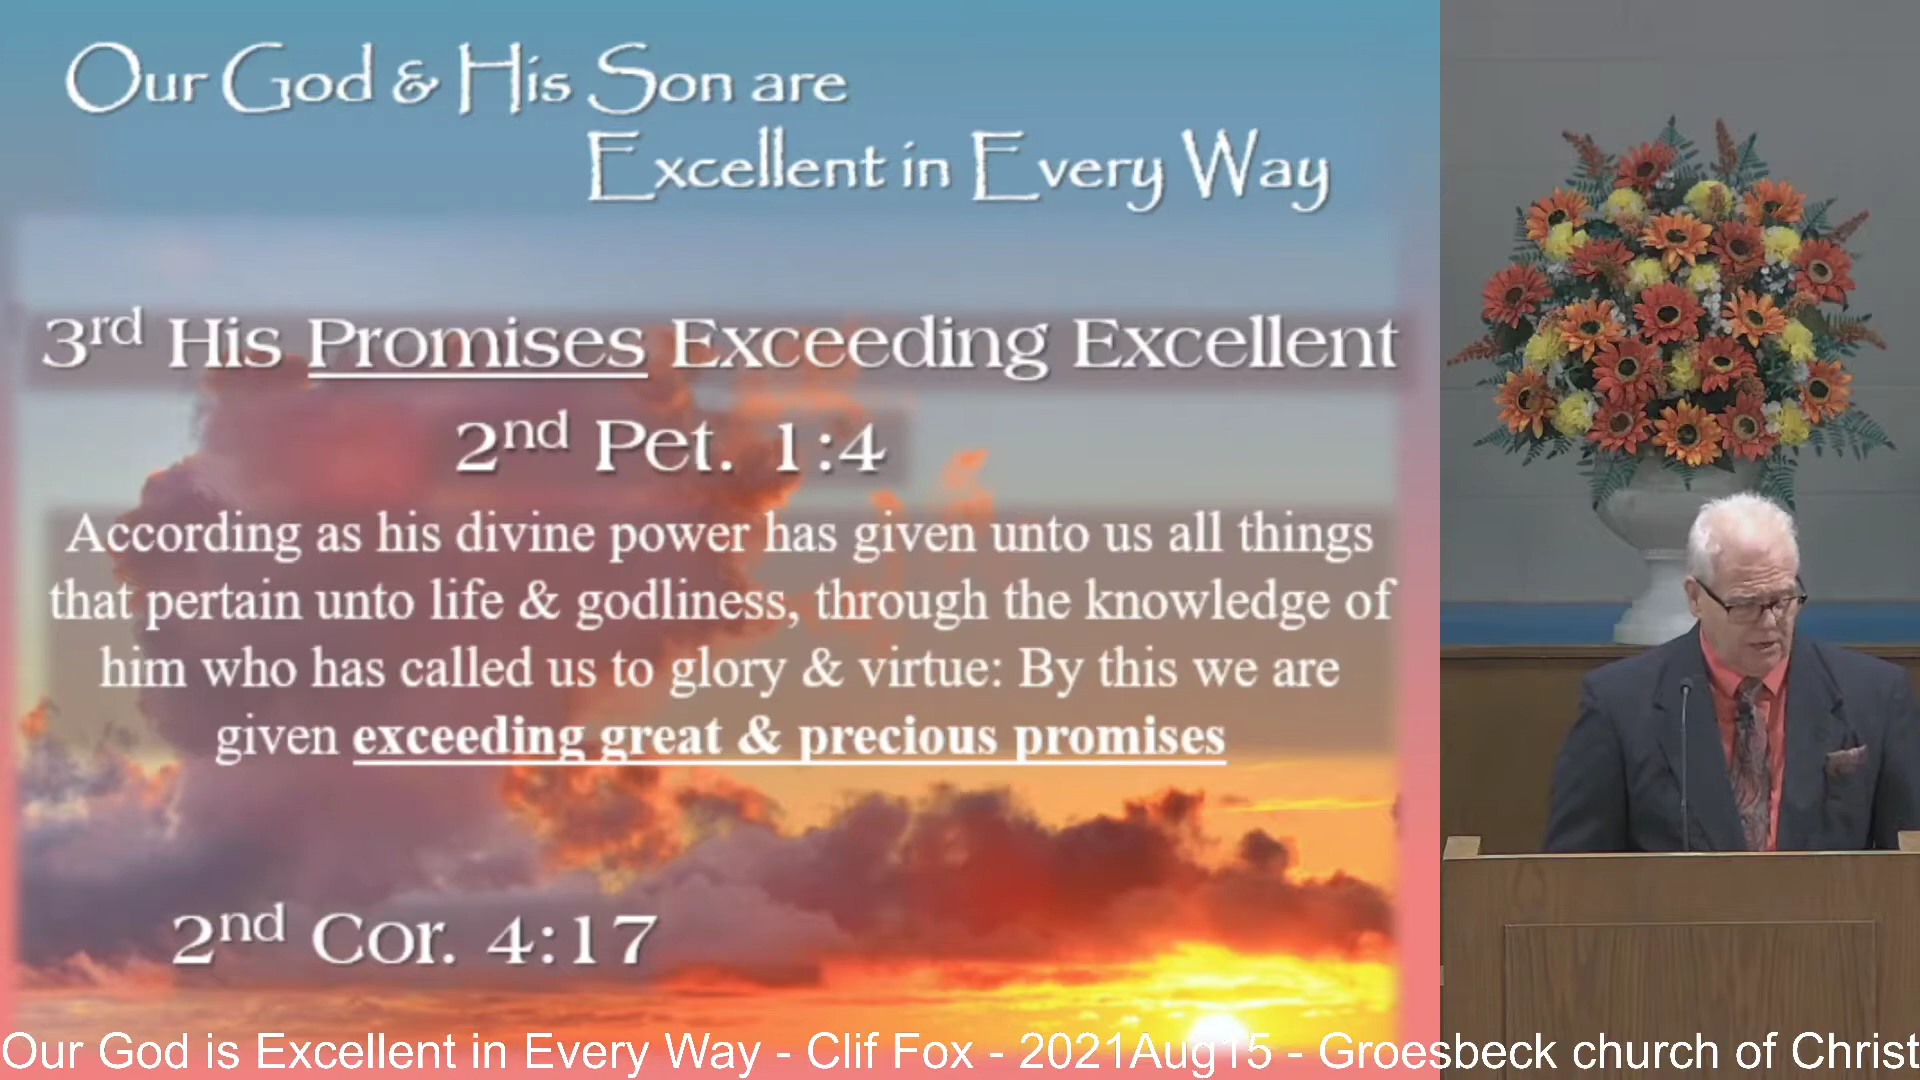 Our God & His Son are
Excellent in Every Way
3rd His Promises Exceeding Excellent
2nd Pet. 1:4
According as his divine power has given unto us all things
that pertain unto life & godliness, through the knowledge of
him who has called us to glory & virtue: By this we are
given exceeding great & precious promises
2nd Cor. 4:17
Our God is Excellent in Every Way - Clif Fox - 2021Aug15 - Groesbeck church of Christ